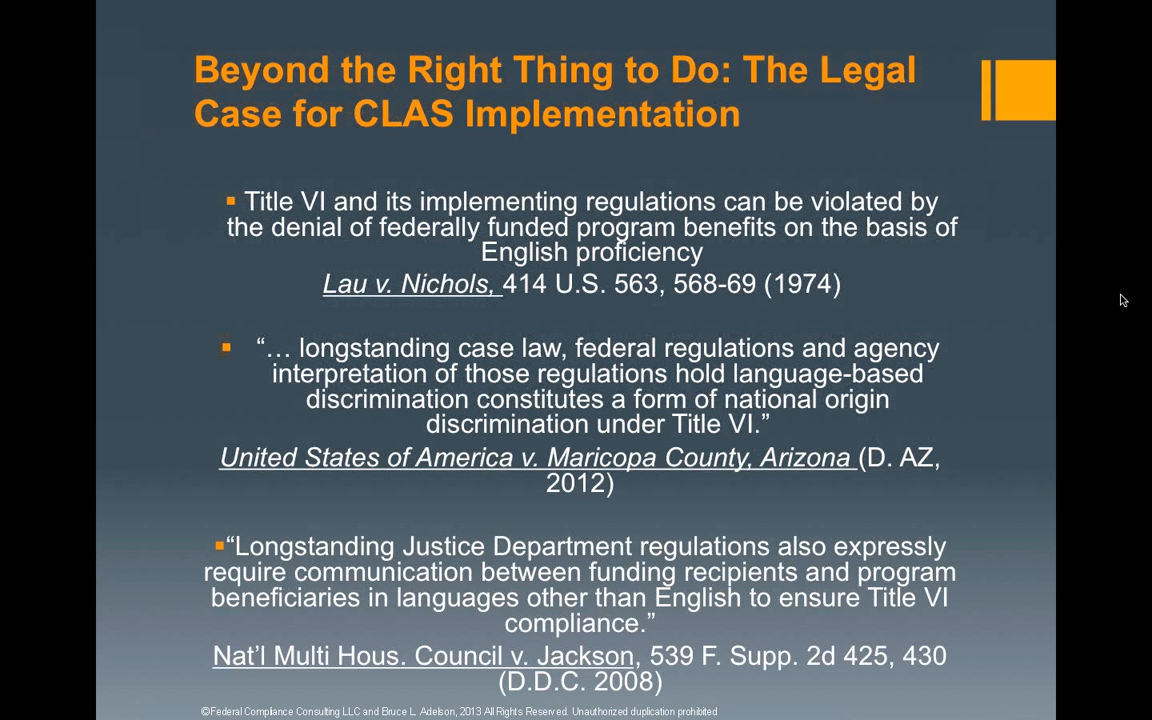 Beyond the Right Thing to Do: The Legal
Case for CLAS Implementation
▪ Title VI and its implementing regulations can be violated by
the denial of federally funded program benefits on the basis of
English proficiency
Lau v. Nichols, 414 U.S. 563, 568-69 (1974)
▪ “… longstanding case law, federal regulations and agency
interpretation of those regulations hold language-based
discrimination constitutes a form of national origin
discrimination under Title VI.”
United States of America v. Maricopa County, Arizona (D. AZ,
2012)
▪“Longstanding Justice Department regulations also expressly
require communication between funding recipients and program
beneficiaries in languages other than English to ensure Title VI
compliance.”
Nat’l Multi Hous. Council v. Jackson, 539 F. Supp. 2d 425, 430
(D.D.C. 2008)
©Federal Compliance Consulting LLC and Bruce L. Adelson, 2013 All Rights Reserved. Unauthorized duplication prohibited